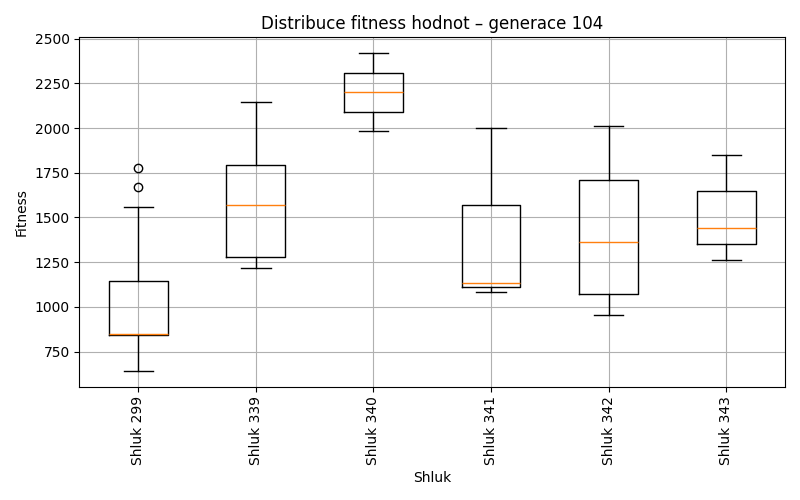 Distribuce fitness hodnot – generace 104
2500
2250
2000
1750
1500
1250
1000
750
Fitness
Shluk 299
Shluk 339
Shluk 340
Shluk 341
Shluk 342
Shluk 343
Shluk